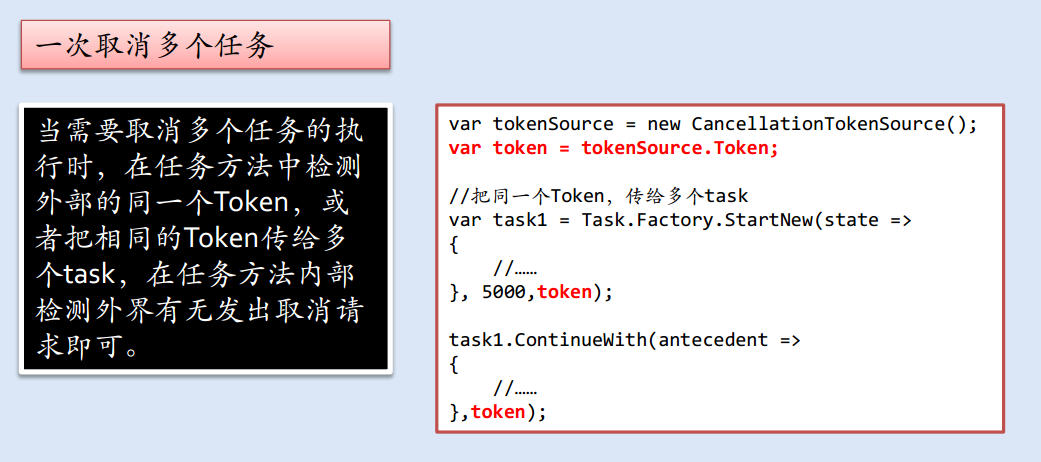 一次取消多个任务
当需要取消多个任务的执
行时，在任务方法中检测
外部的同一个Token，或
者把相同的Token传给多
个task，在任务方法内部
检测外界有无发出取消请
求即可。
var tokenSource = new CancellationTokenSource();
var token = tokenSource.Token;
//把同一个Token，传给多个task
var task1 = Task.Factory.StartNew(state =>
{
//……
}, 5000,token);
task1.ContinueWith(antecedent =>
{
//……
},token);